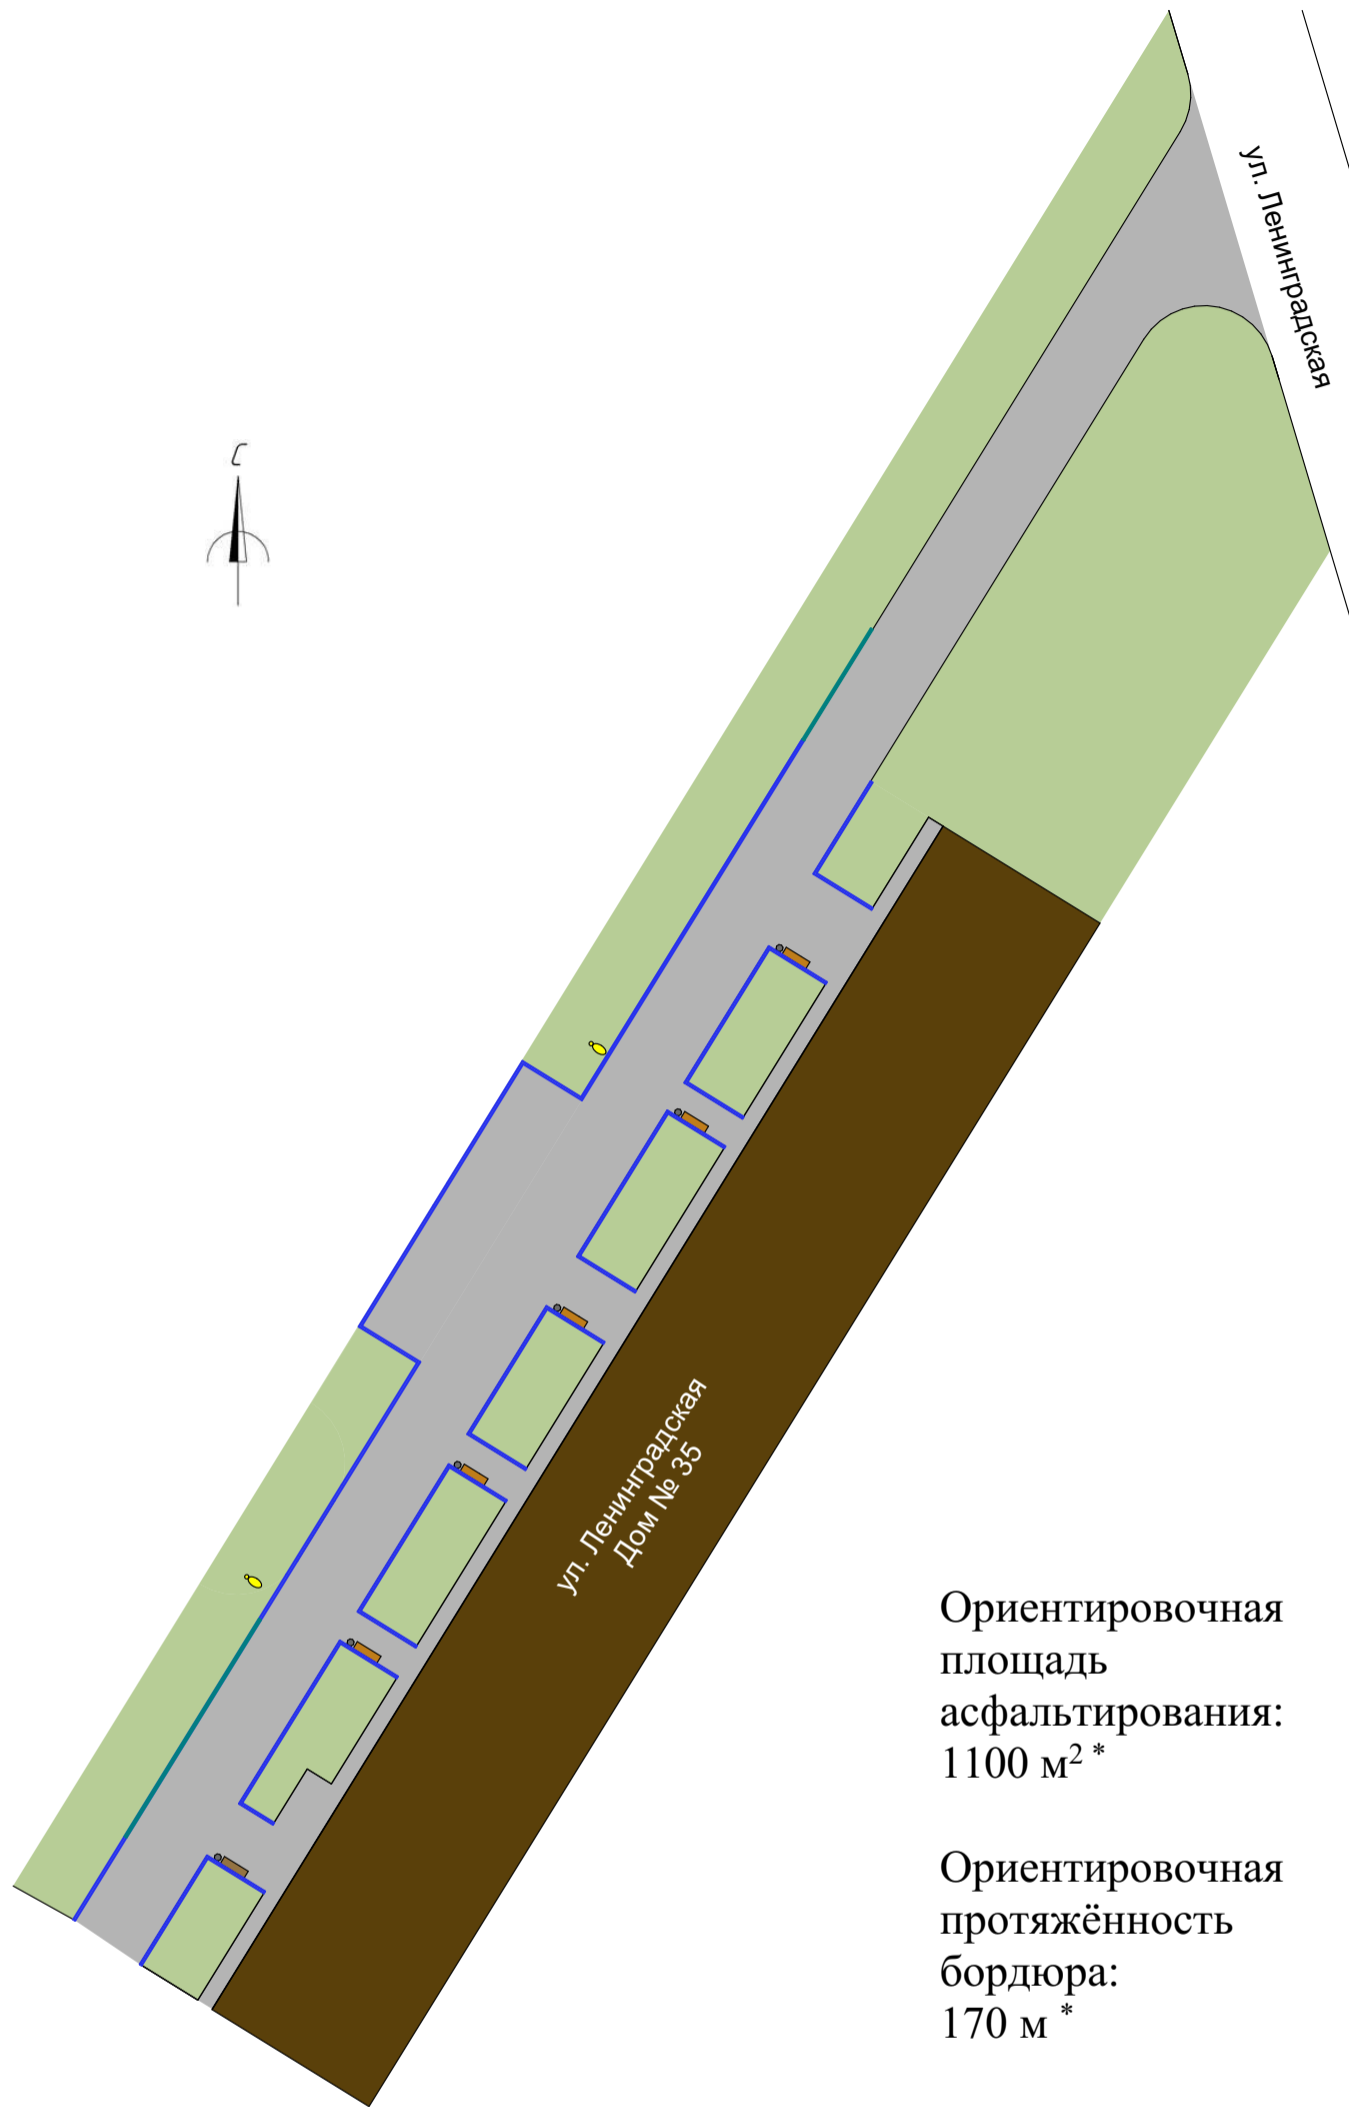 ул. Ленинградская
С
ул. Ленинградская
Дом № 35
Ориентировочная
площадь
асфальтирования:
1100 м² *
Ориентировочная
протяжённость
бордюра:
170 м *